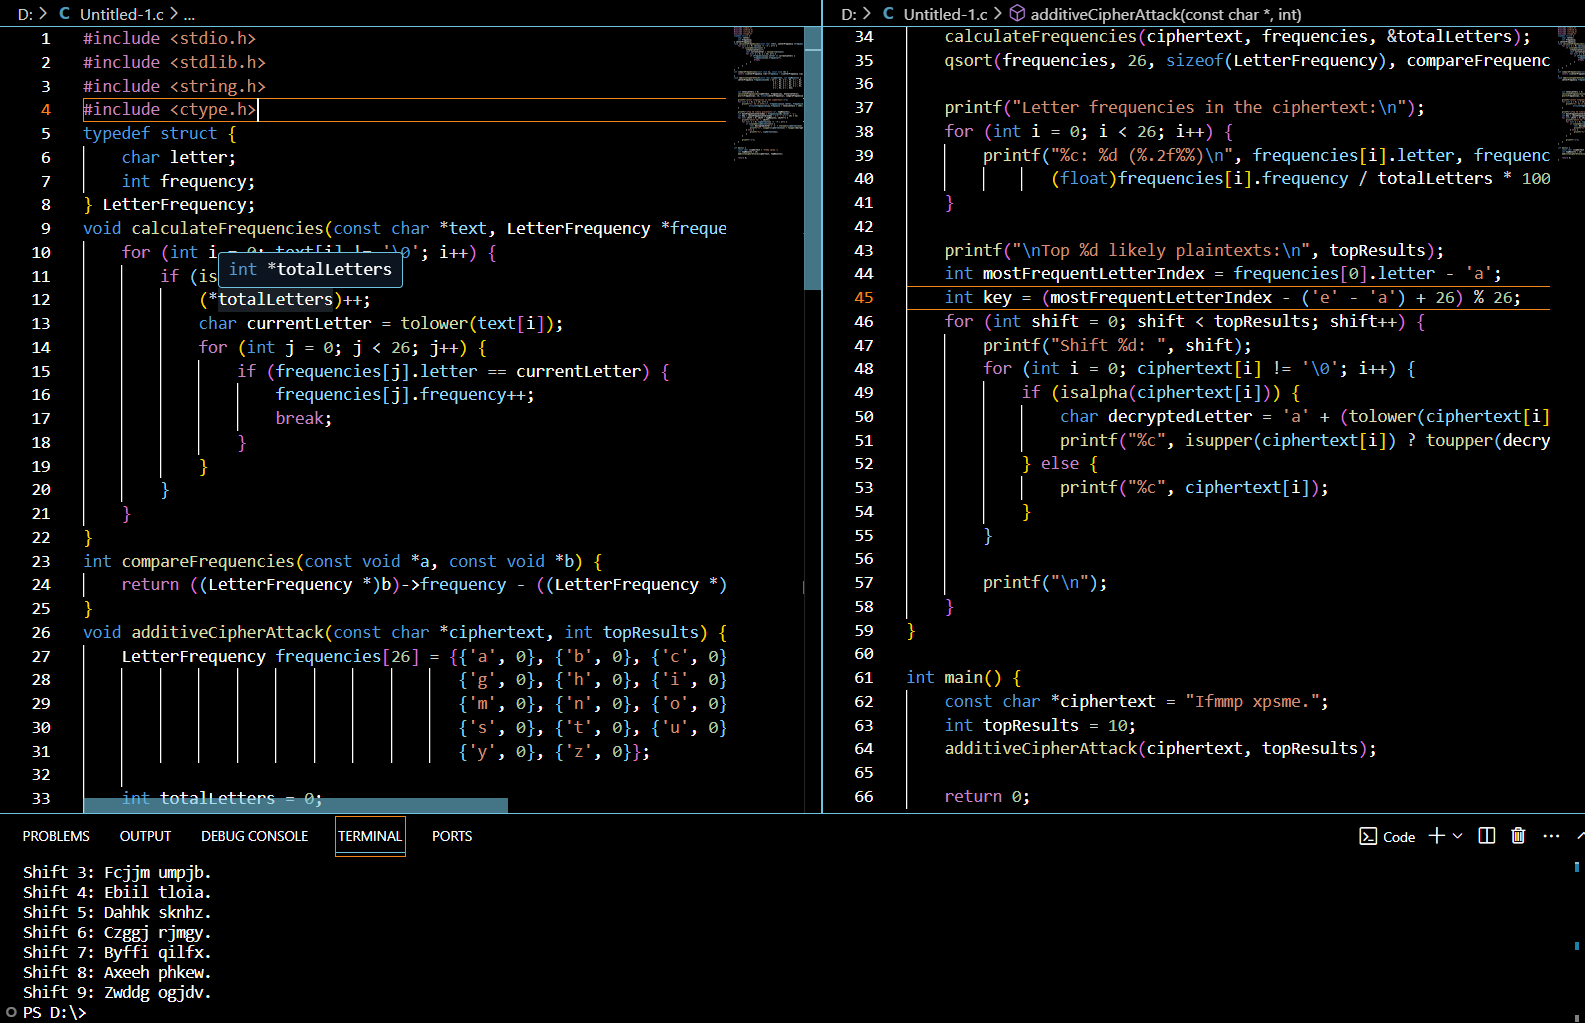 D: > C Untitled-1.c > ...
1 #include <stdio.h>
2 #include <stdlib.h>
3 #include <string.h>
4 #include <ctype.h>
5 typedef struct {
6 char letter;
7 int frequency;
8 } LetterFrequency;
9 void calculateFrequencies(const char *text, LetterFrequency *freque
10 for (int i = 0; text[i] != '\0'; i++) {
int *totalLetters
11 if (is
12 (*totalLetters)++;
13 char currentLetter = tolower(text[i]);
14 for (int j = 0; j < 26; j++) {
15 if (frequencies[j].letter == currentLetter) {
16 frequencies[j].frequency++;
17 break;
18 }
19 }
20 }
21 }
22 }
23 int compareFrequencies(const void *a, const void *b) {
24 return ((LetterFrequency *)b)->frequency - ((LetterFrequency *)
25 }
26 void additiveCipherAttack(const char *ciphertext, int topResults) {
27 LetterFrequency frequencies[26] = {{'a', 0}, {'b', 0}, {'c', 0}
28 {'g', 0}, {'h', 0}, {'i', 0}
29 {'m', 0}, {'n', 0}, {'o', 0}
30 {'s', 0}, {'t', 0}, {'u', 0}
31 {'y', 0}, {'z', 0}};
32
33 int totalLetters = 0;
D: > C Untitled-1.c > additiveCipherAttack(const char *, int)
34 calculateFrequencies(ciphertext, frequencies, &totalLetters);
35 qsort(frequencies, 26, sizeof(LetterFrequency), compareFrequenc
36
37 printf("Letter frequencies in the ciphertext:\n");
38 for (int i = 0; i < 26; i++) {
39 printf("%c: %d (%.2f%%)\n", frequencies[i].letter, frequenc
40 (float)frequencies[i].frequency / totalLetters * 100
41 }
42
43 printf("\nTop %d likely plaintexts:\n", topResults);
44 int mostFrequentLetterIndex = frequencies[0].letter - 'a';
45 int key = (mostFrequentLetterIndex - ('e' - 'a') + 26) % 26;
46 for (int shift = 0; shift < topResults; shift++) {
47 printf("Shift %d: ", shift);
48 for (int i = 0; ciphertext[i] != '\0'; i++) {
49 if (isalpha(ciphertext[i])) {
50 char decryptedLetter = 'a' + (tolower(ciphertext[i]
51 printf("%c", isupper(ciphertext[i]) ? toupper(decry
52 } else {
53 printf("%c", ciphertext[i]);
54 }
55 }
56
57 printf("\n");
58 }
59 }
60
61 int main() {
62 const char *ciphertext = "Ifmmp xpsme.";
63 int topResults = 10;
64 additiveCipherAttack(ciphertext, topResults);
65
66 return 0;
PROBLEMS OUTPUT DEBUG CONSOLE TERMINAL PORTS Code
Shift 3: Fcjjm umpjb.
Shift 4: Ebiil tloia.
Shift 5: Dahhk sknhz.
Shift 6: Czggj rjmgy.
Shift 7: Byffi qilfx.
Shift 8: Axeeh phkew.
Shift 9: Zwddg ogjdv.
PS D:\>